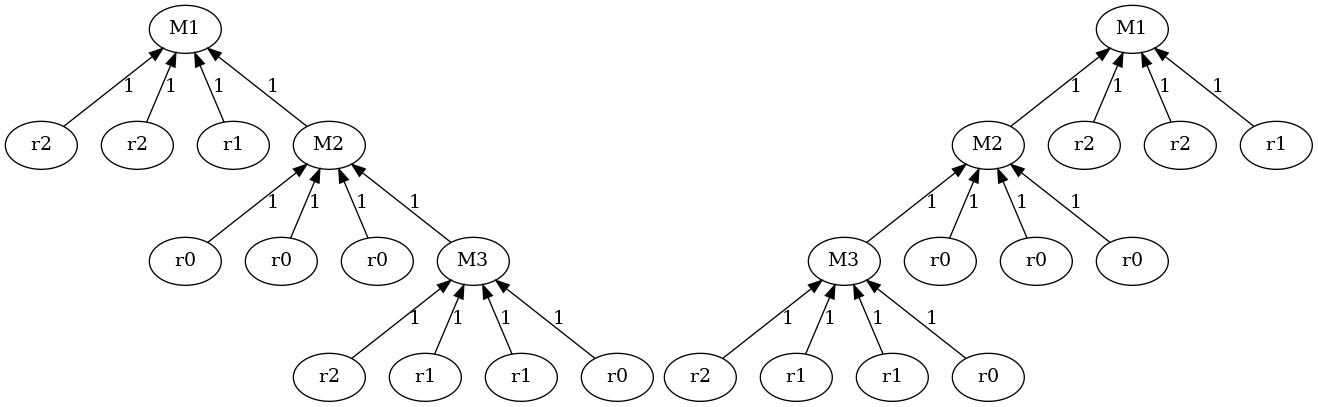 M1 M1
1 1 1 1 1 1 1 1
r2 r2 r1 M2 M2 r2 r2 r1
1 1 1 1 1 1 1 1
r0 r0 r0 M3 M3 r0 r0 r0
1 1 1 1 1 1 1 1
r2 r1 r1 r0 r2 r1 r1 r0